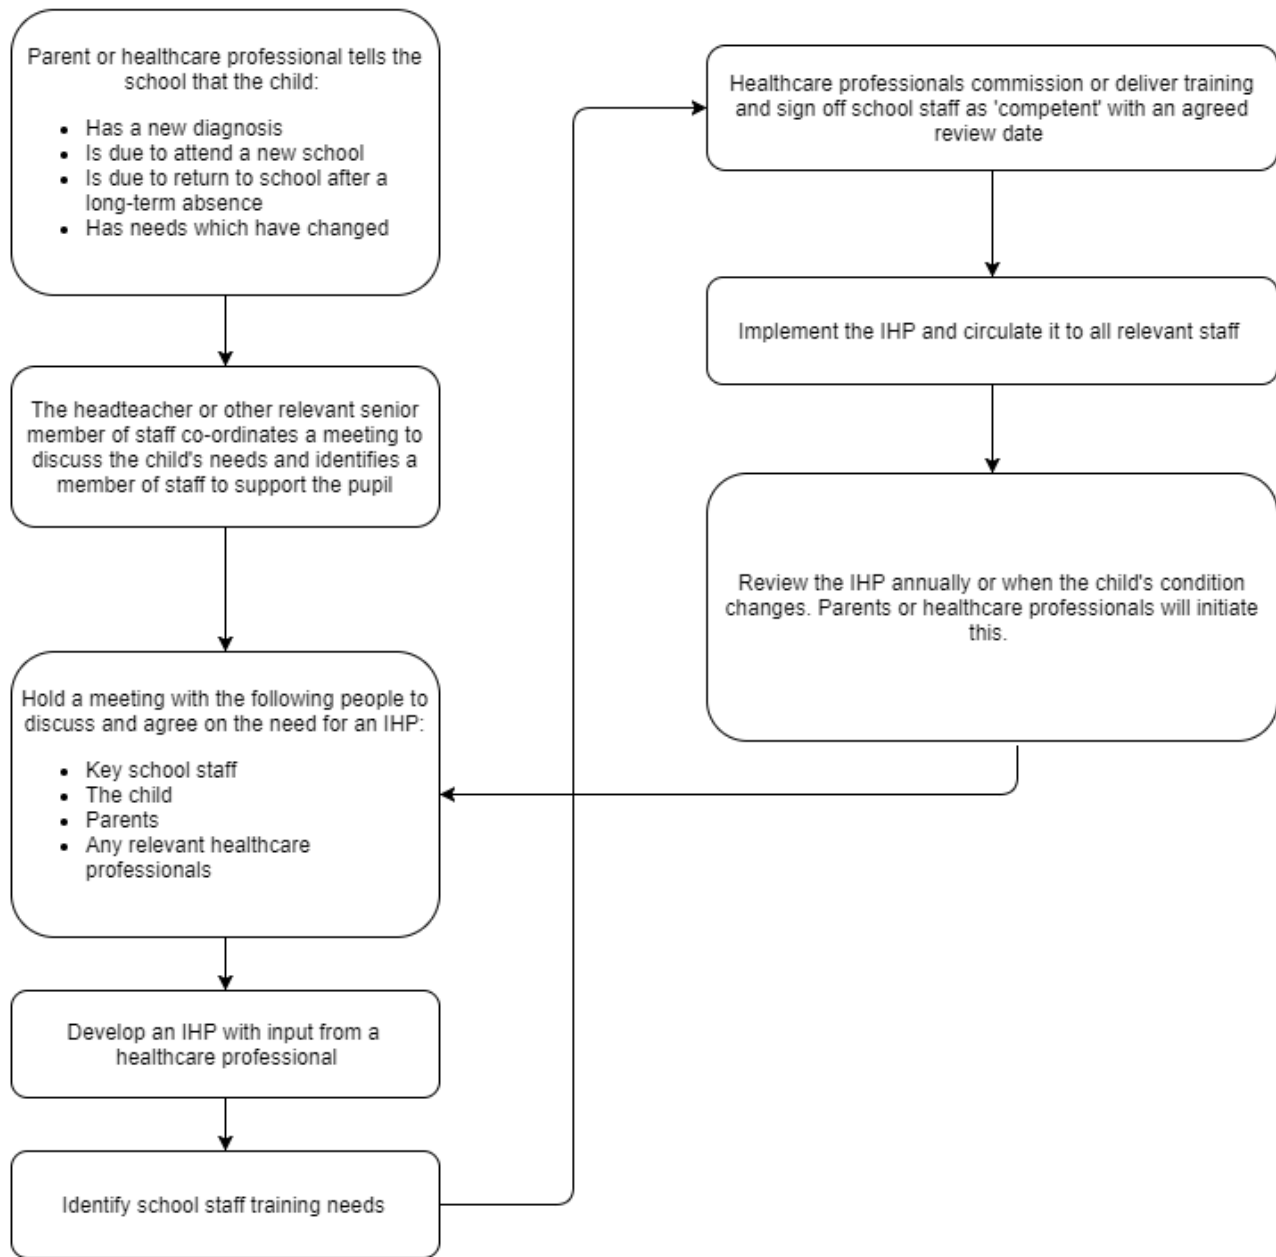 Parent or healthcare professional tells the
school that the child:
• Has a new diagnosis
• Is due to attend a new school
• Is due to return to school after a
long-term absence
• Has needs which have changed
The headteacher or other relevant senior
member of staff co-ordinates a meeting to
discuss the child's needs and identifies a
member of staff to support the pupil
Hold a meeting with the following people to
discuss and agree on the need for an IHP:
• Key school staff
• The child
• Parents
• Any relevant healthcare
professionals
Develop an IHP with input from a
healthcare professional
Identify school staff training needs
Healthcare professionals commission or deliver training
and sign off school staff as 'competent' with an agreed
review date
Implement the IHP and circulate it to all relevant staff
Review the IHP annually or when the child's condition
changes. Parents or healthcare professionals will initiate
this.